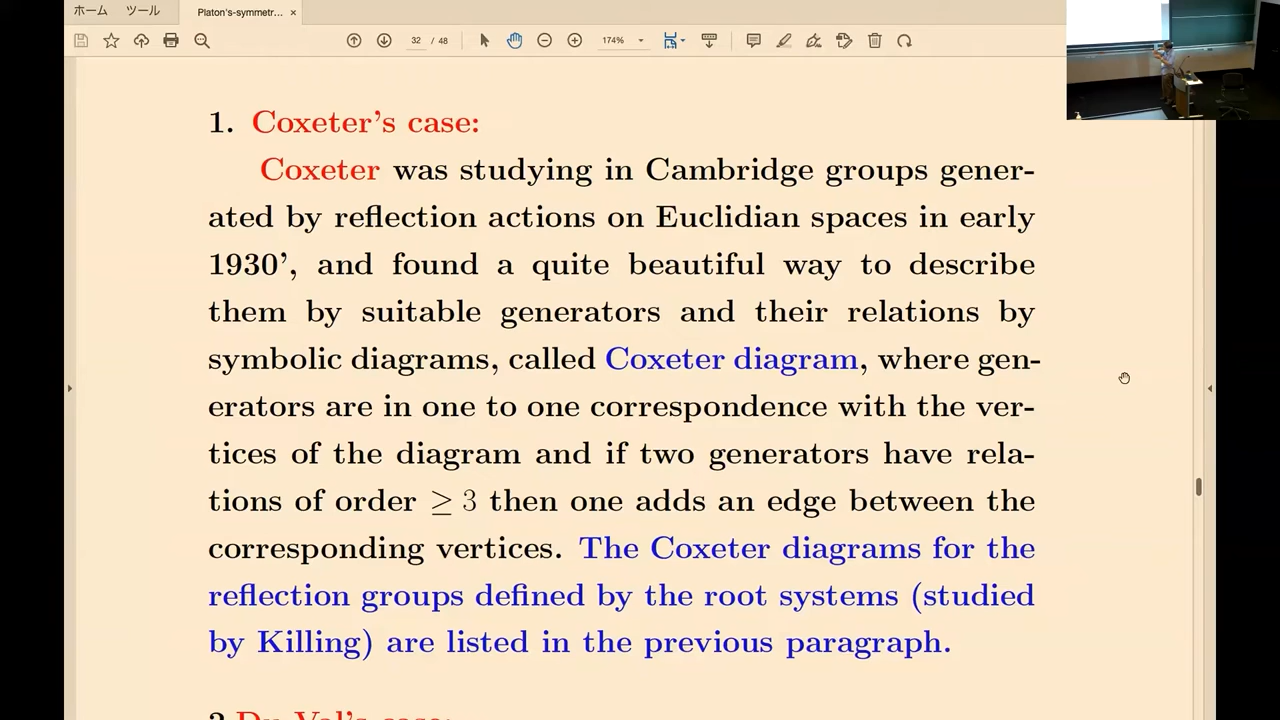 ホーム ツール Platon's-symmetr... ×
32 / 48 174%
1. Coxeter's case:
Coxeter was studying in Cambridge groups gener-
ated by reflection actions on Euclidian spaces in early
1930', and found a quite beautiful way to describe
them by suitable generators and their relations by
symbolic diagrams, called Coxeter diagram, where gen-
erators are in one to one correspondence with the ver-
tices of the diagram and if two generators have rela-
tions of order ≥ 3 then one adds an edge between the
corresponding vertices. The Coxeter diagrams for the
reflection groups defined by the root systems (studied
by Killing) are listed in the previous paragraph.
2 Du Val's case: